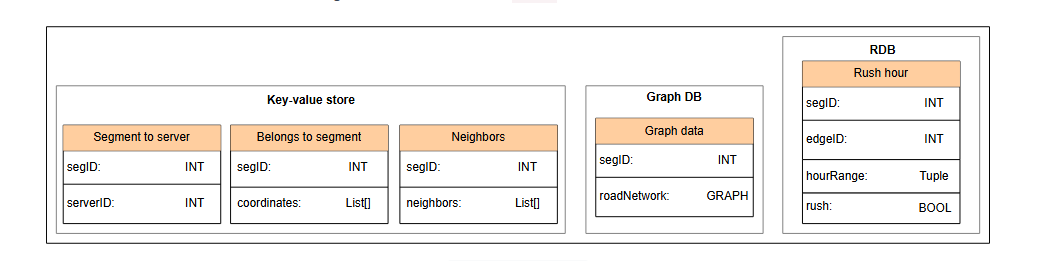 RDB
Rush hour
segID: INT
edgeID: INT
hourRange: Tuple
rush: BOOL
Key-value store
Segment to server
segID: INT
serverID: INT
Belongs to segment
segID: INT
coordinates: List[]
Neighbors
segID: INT
neighbors: List[]
Graph DB
Graph data
segID: INT
roadNetwork: GRAPH